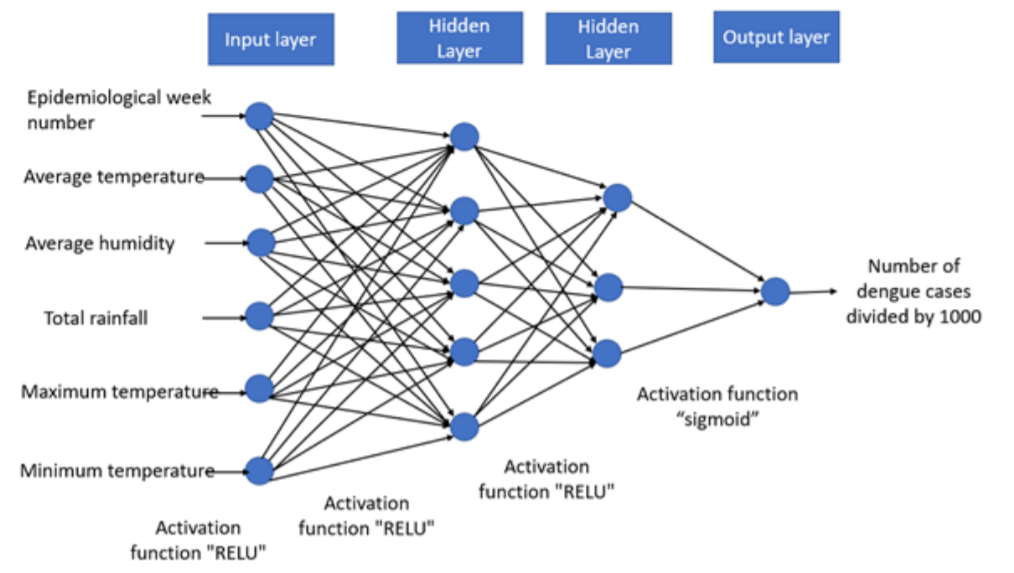 Input layer
Hidden
Layer
Hidden
Layer
Output layer
Epidemiological week
number
Average temperature
Average humidity
Total rainfall
Maximum temperature
Minimum temperature
Number of
dengue cases
divided by 1000
Activation function
“sigmoid”
Activation
function "RELU"
Activation
function "RELU"
Activation
function "RELU"